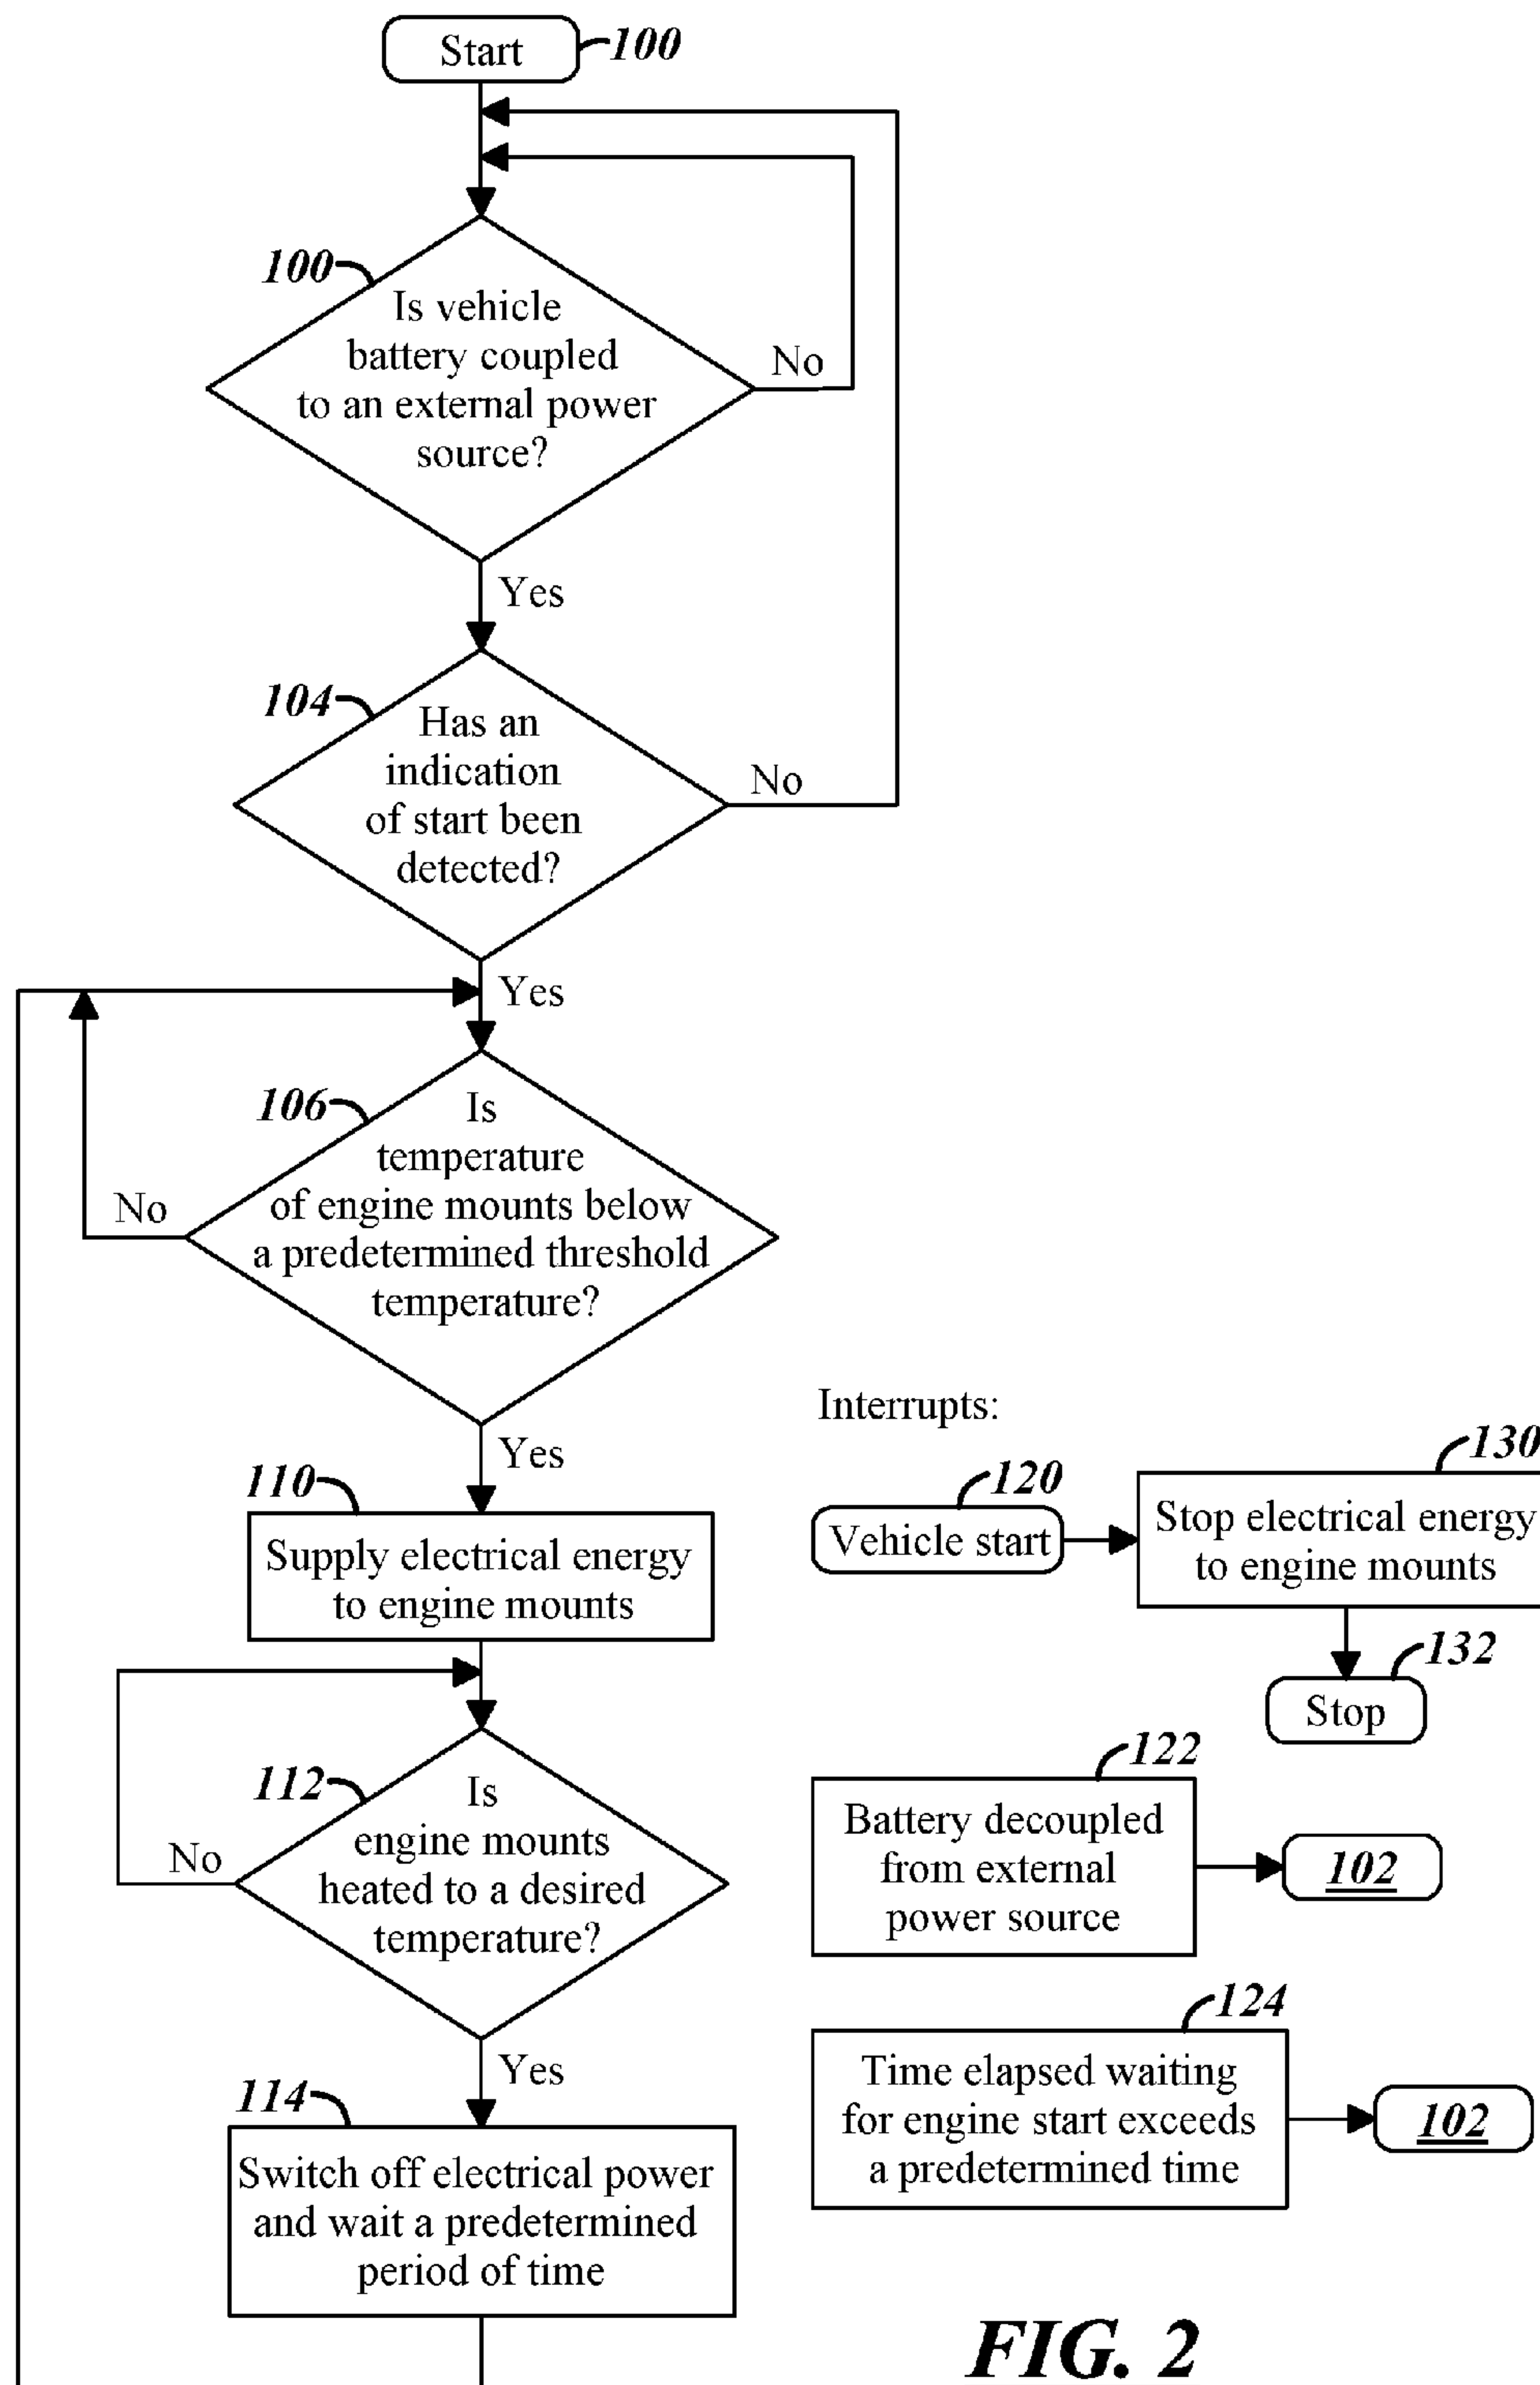 Start
100
100
Is vehicle
battery coupled
to an external power
source?
No
Yes
104
Has an
indication
of start been
detected?
No
Yes
106
Is
temperature
of engine mounts below
a predetermined threshold
temperature?
No
Yes
110
Supply electrical energy
to engine mounts
112
Is
engine mounts
heated to a desired
temperature?
No
Yes
114
Switch off electrical power
and wait a predetermined
period of time
Interrupts:
120
Vehicle start
130
Stop electrical energy
to engine mounts
132
Stop
122
Battery decoupled
from external
power source
102
124
Time elapsed waiting
for engine start exceeds
a predetermined time
102
FIG. 2